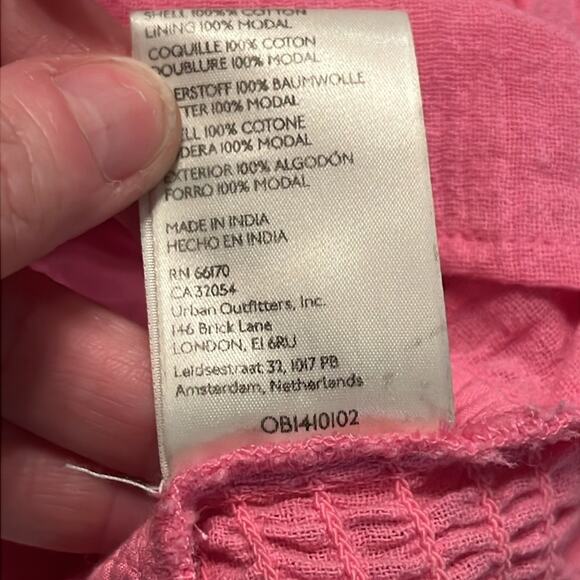 SHELL 100% COTTON
LINING 100% MODAL
COQUILLE 100% COTON
DOUBLURE 100% MODAL
ERSTOFF 100% BAUMWOLLE
TER 100% MODAL
LL 100% COTONE
DERA 100% MODAL
EXTERIOR 100% ALGODÓN
FORRO 100% MODAL
MADE IN INDIA
HECHO EN INDIA
RN 66170
CA 32054
Urban Outfitters, Inc.
146 Brick Lane
LONDON, E1 6RU
Leidsestraat 32, 1017 PB
Amsterdam, Netherlands
OB1410102